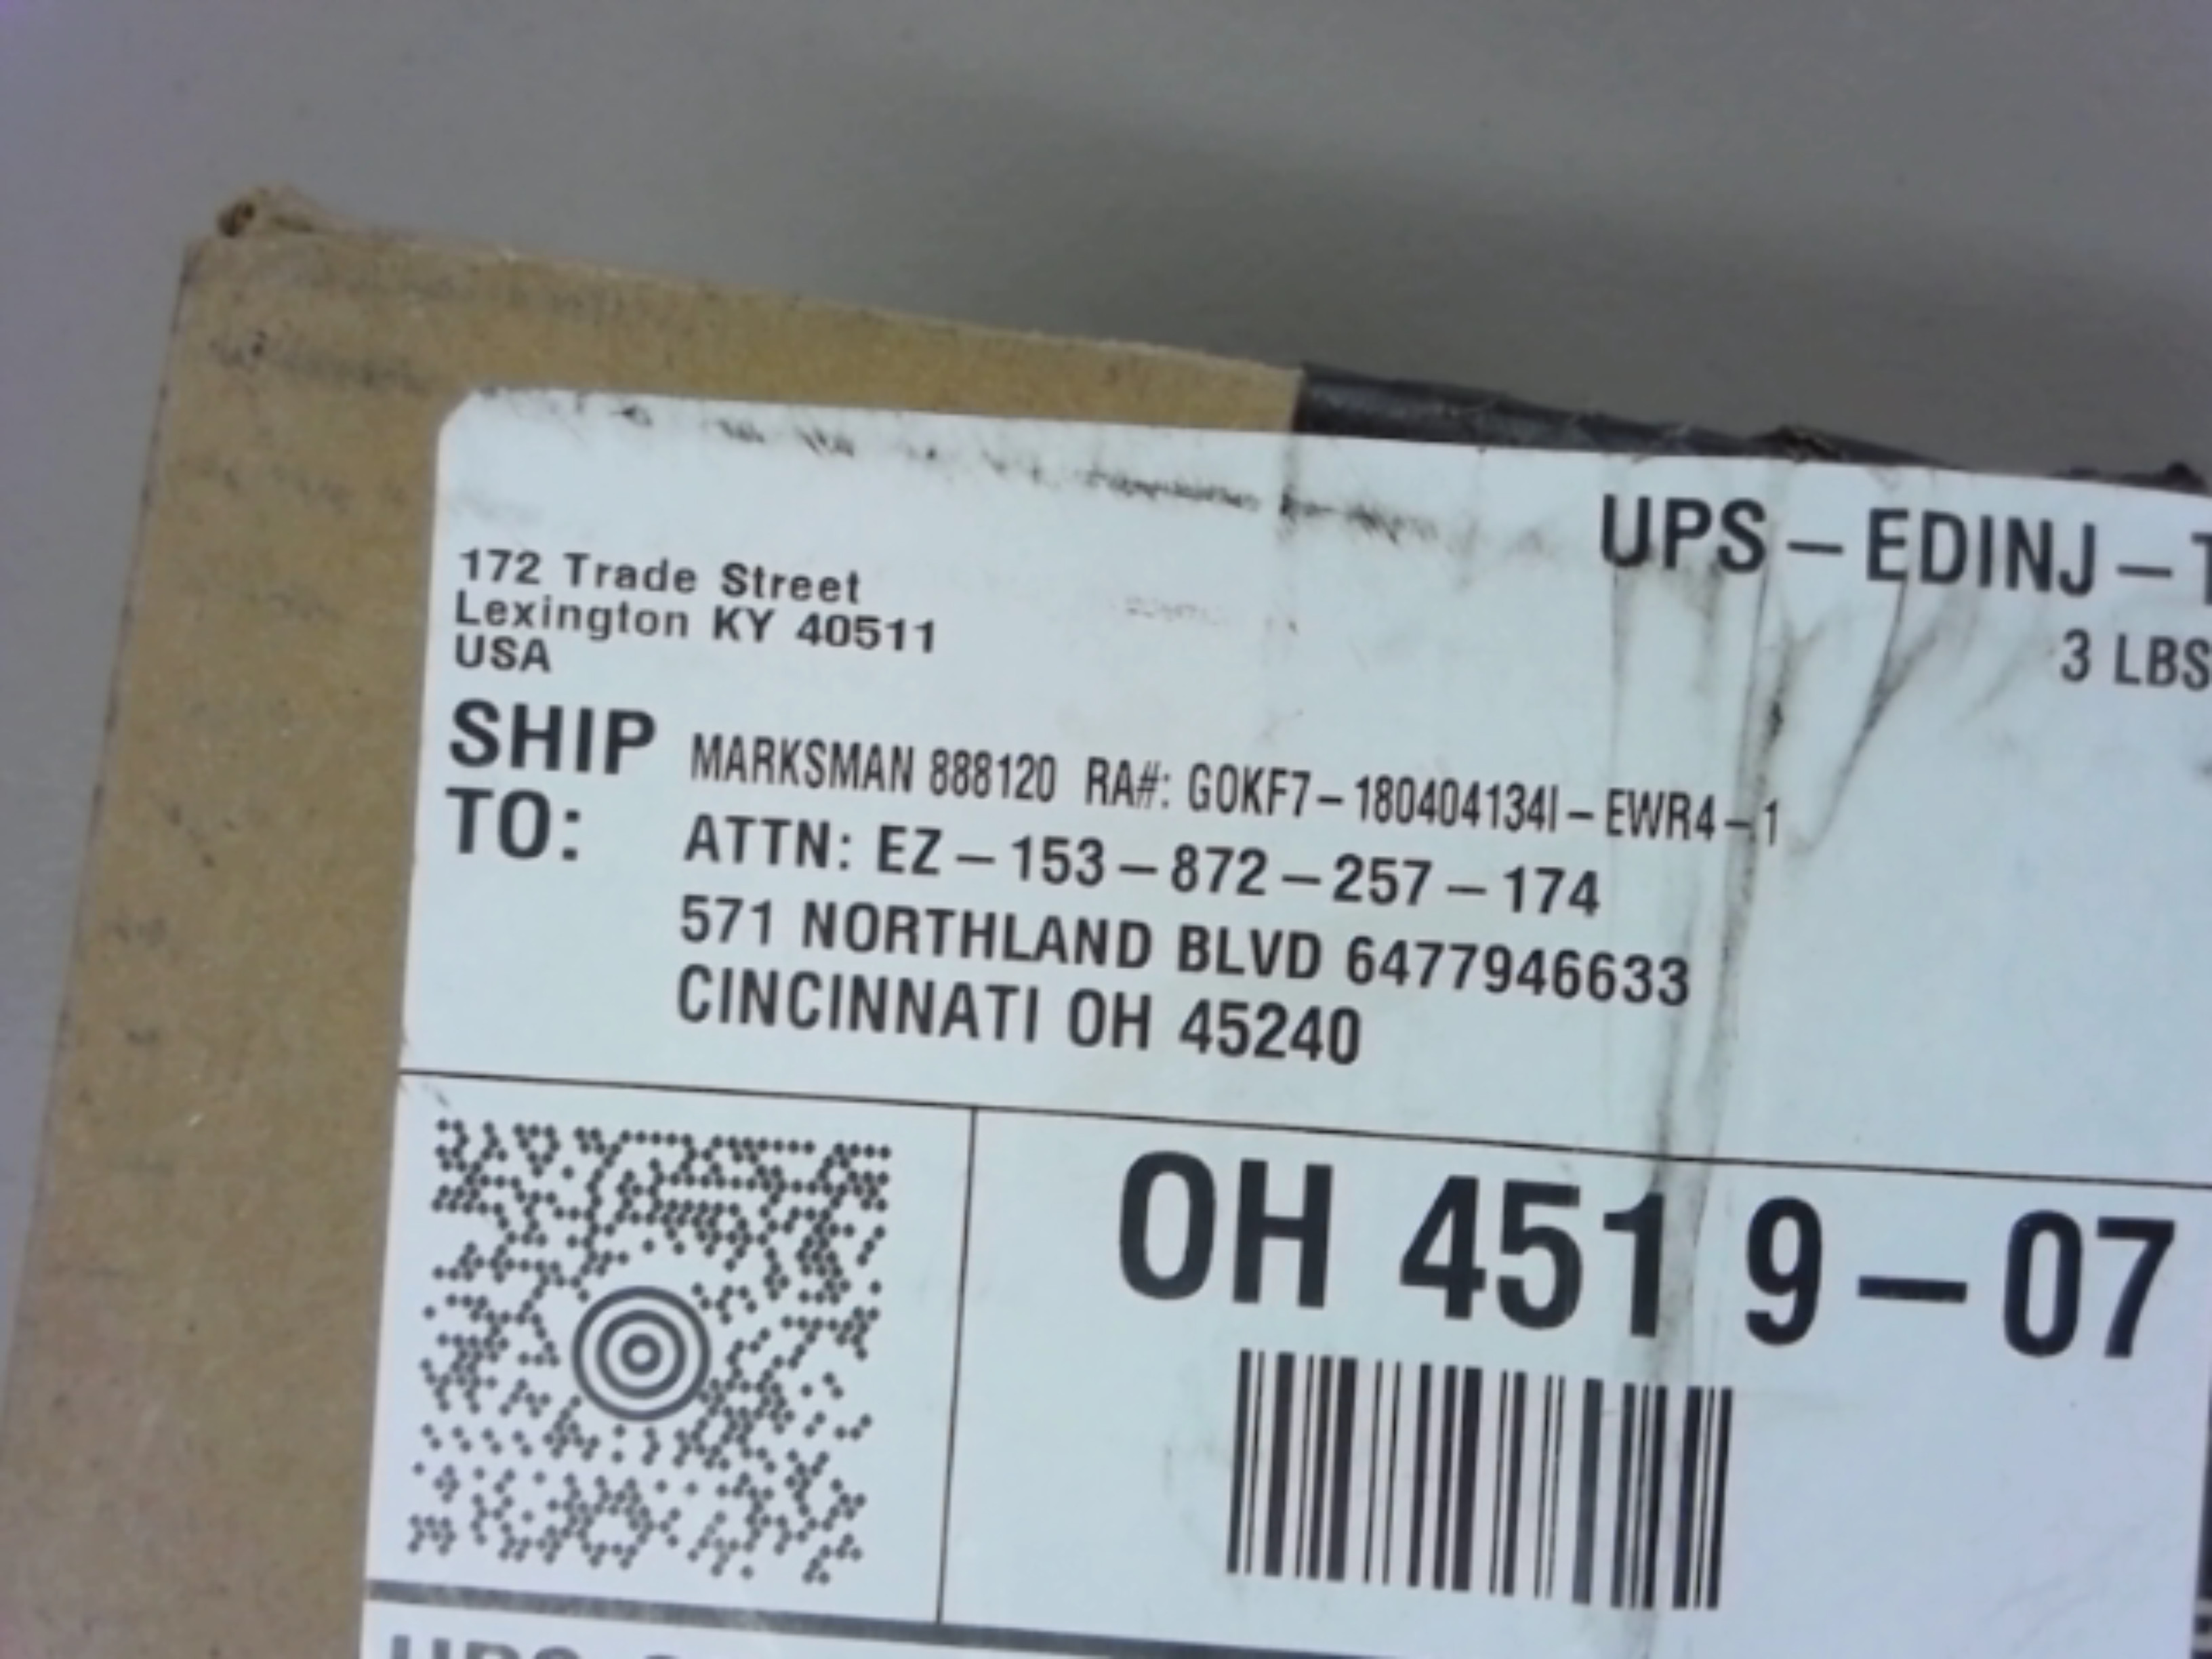 UPS – EDINJ – T
3 LBS
172 Trade Street
Lexington KY 40511
USA
SHIP TO:
MARKSMAN 888120 RA#: G0KF7–180404134I–EWR4–1
ATTN: EZ – 153 – 872 – 257 – 174
571 NORTHLAND BLVD 6477946633
CINCINNATI OH 45240
OH 451 9 – 07